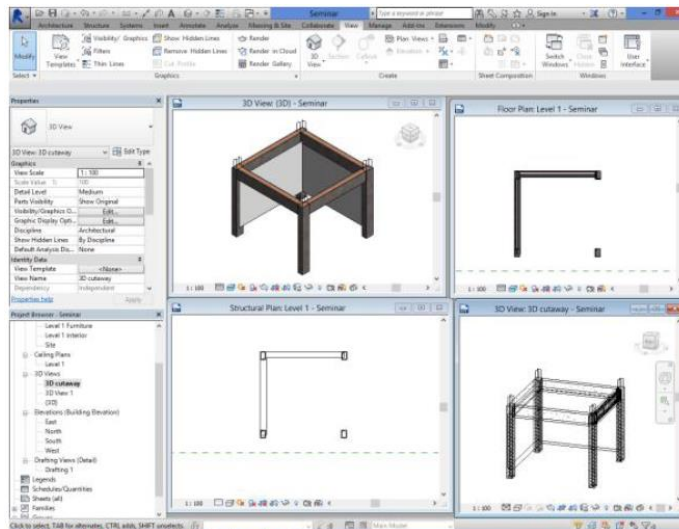 Seminar
Type a keyword or phrase
Sign In
Architecture Structure Systems Insert Annotate Analyze Massing & Site Collaborate View Manage Add-Ins Extensions Modify
Modify
View Templates
Visibility/ Graphics
Filters
Thin Lines
Show Hidden Lines
Remove Hidden Lines
Cut Profile
Render
Render in Cloud
Render Gallery
3D View
Section
Callout
Plan Views
Elevation
Switch Windows
Close Hidden
User Interface
Select
Graphics
Create
Sheet Composition
Windows
Properties
3D View
3D View: 3D cutaway
Edit Type
Graphics
View Scale 1 : 100
Scale Value 1: 100
Detail Level Medium
Parts Visibility Show Original
Visibility/Graphics O... Edit...
Graphic Display Opti... Edit...
Discipline Architectural
Show Hidden Lines By Discipline
Default Analysis Dis... None
Identity Data
View Template <None>
View Name 3D cutaway
Dependency Independent
Properties help
Apply
Project Browser - Seminar
Level 1 Furniture
Level 1 Interior
Site
Ceiling Plans
Level 1
3D Views
3D cutaway
3D View 1
{3D}
Elevations (Building Elevation)
East
North
South
West
Drafting Views (Detail)
Drafting 1
Legends
Schedules/Quantities
Sheets (all)
Families
3D View: {3D} - Seminar
1 : 100
Floor Plan: Level 1 - Seminar
1 : 100
Structural Plan: Level 1 - Seminar
1 : 100
3D View: 3D cutaway - Seminar
1 : 100
Click to select, TAB for alternates, CTRL adds, SHIFT unselects.
Main Model